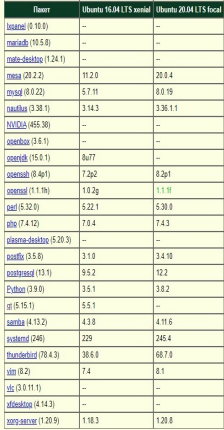 Пакет Ubuntu 16.04 LTS xenial Ubuntu 20.04 LTS focal
lxpanel (0.10.0) -- --
mariadb (10.5.8) -- --
mate-desktop (1.24.1) -- --
mesa (20.2.2) 11.2.0 20.0.4
mysql (8.0.22) 5.7.11 8.0.19
nautilus (3.38.1) 3.14.3 3.36.1.1
NVIDIA (455.38) -- --
openbox (3.6.1) -- --
openjdk (15.0.1) 8u77 --
openssh (8.4p1) 7.2p2 8.2p1
openssl (1.1.1h) 1.0.2g 1.1.1f
perl (5.32.0) 5.22.1 5.30.0
php (7.4.12) 7.0.4 7.4.3
plasma-desktop (5.20.3) -- --
postfix (3.5.8) 3.1.0 3.4.10
postgresql (13.1) 9.5.2 12.2
Python (3.9.0) 3.5.1 3.8.2
qt (5.15.1) 5.5.1 --
samba (4.13.2) 4.3.8 4.11.6
systemd (246) 229 245.4
thunderbird (78.4.3) 38.6.0 68.7.0
vim (8.2) 7.4 8.1
vlc (3.0.11.1) -- --
xfdesktop (4.14.3) -- --
xorg-server (1.20.9) 1.18.3 1.20.8